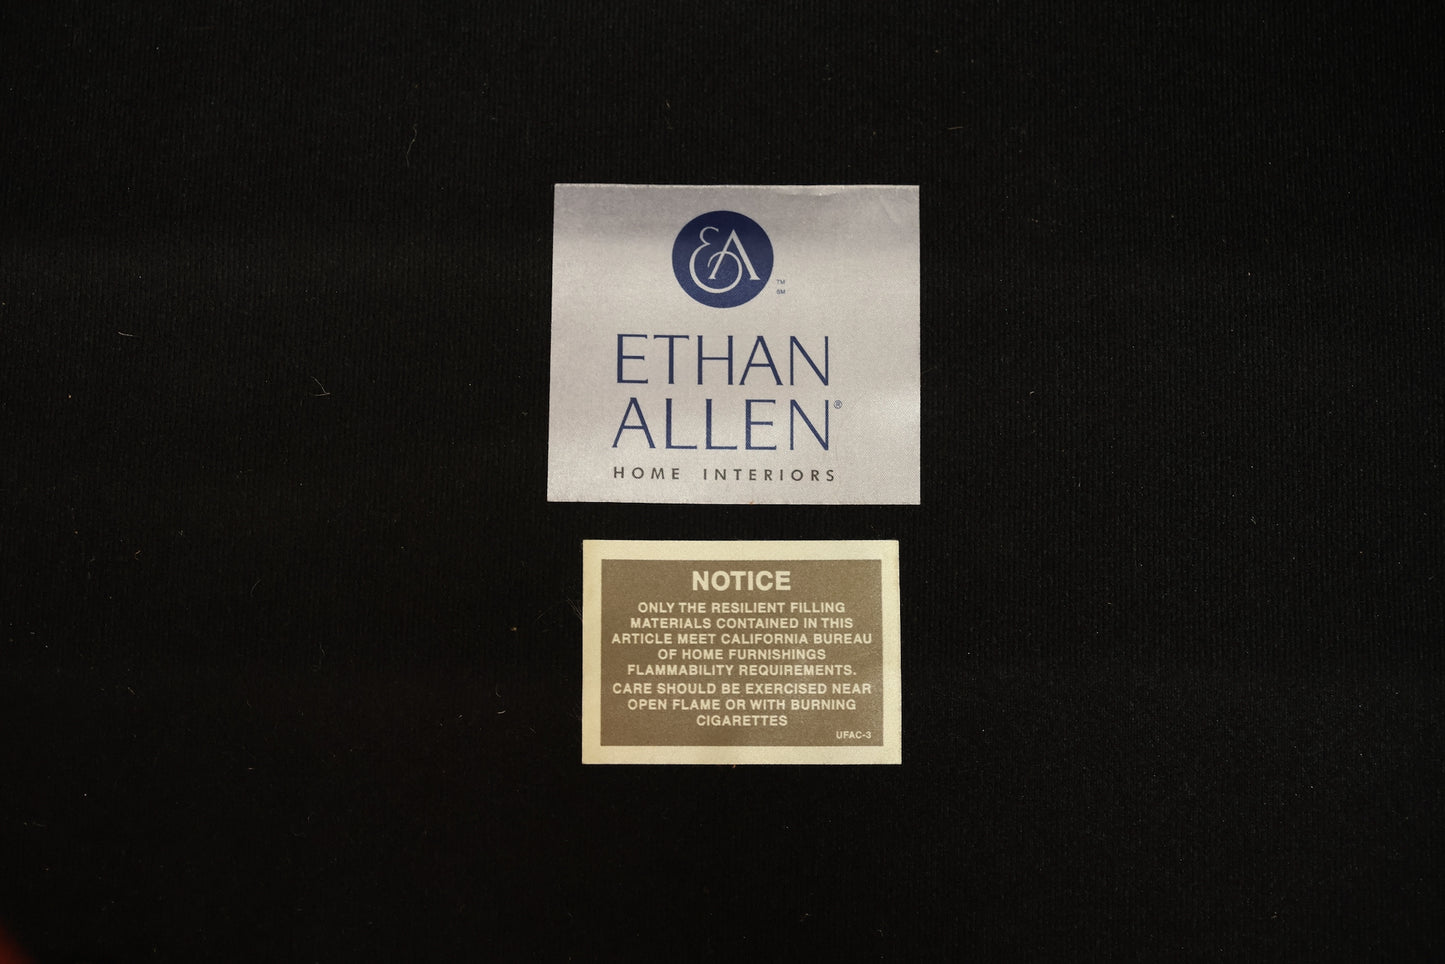 EA
TM
SM
ETHAN
ALLEN®
HOME INTERIORS
NOTICE
ONLY THE RESILIENT FILLING
MATERIALS CONTAINED IN THIS
ARTICLE MEET CALIFORNIA BUREAU
OF HOME FURNISHINGS
FLAMMABILITY REQUIREMENTS.
CARE SHOULD BE EXERCISED NEAR
OPEN FLAME OR WITH BURNING
CIGARETTES
UFAC-3